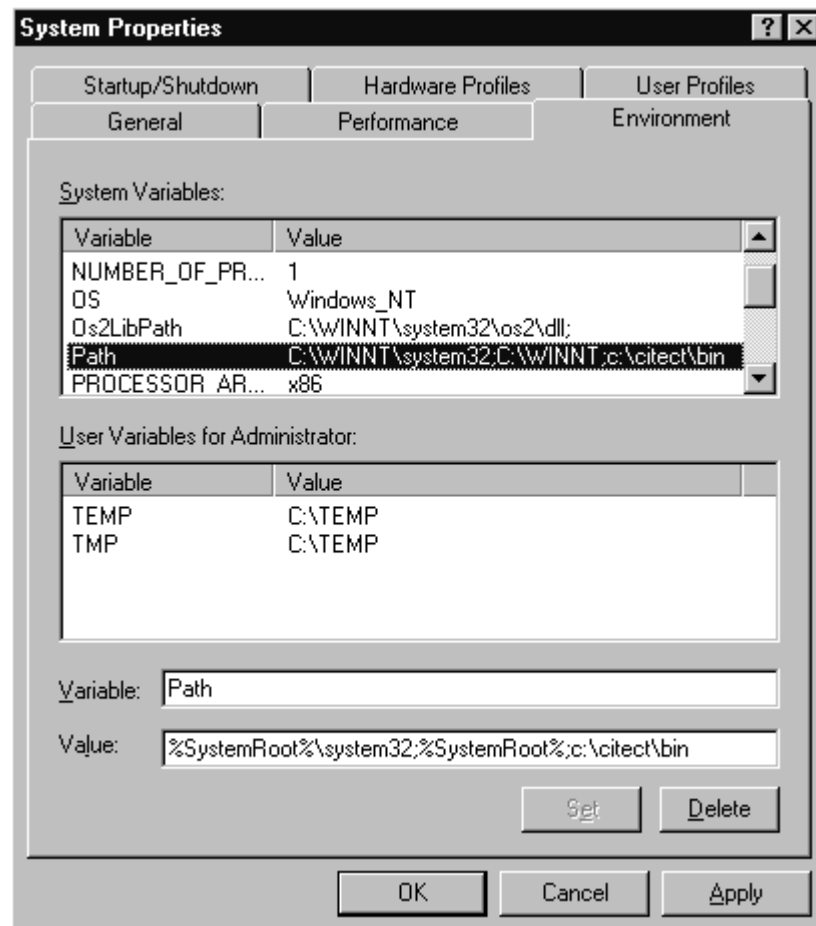 System Properties
Startup/Shutdown Hardware Profiles User Profiles
General Performance Environment
System Variables:
Variable Value
NUMBER_OF_PR... 1
OS Windows_NT
Os2LibPath C:\WINNT\system32\os2\dll;
Path C:\WINNT\system32;C:\WINNT;c:\citect\bin
PROCESSOR_AR... x86
User Variables for Administrator:
Variable Value
TEMP C:\TEMP
TMP C:\TEMP
Variable: Path
Value: %SystemRoot%\system32;%SystemRoot%;c:\citect\bin
Set Delete
OK Cancel Apply